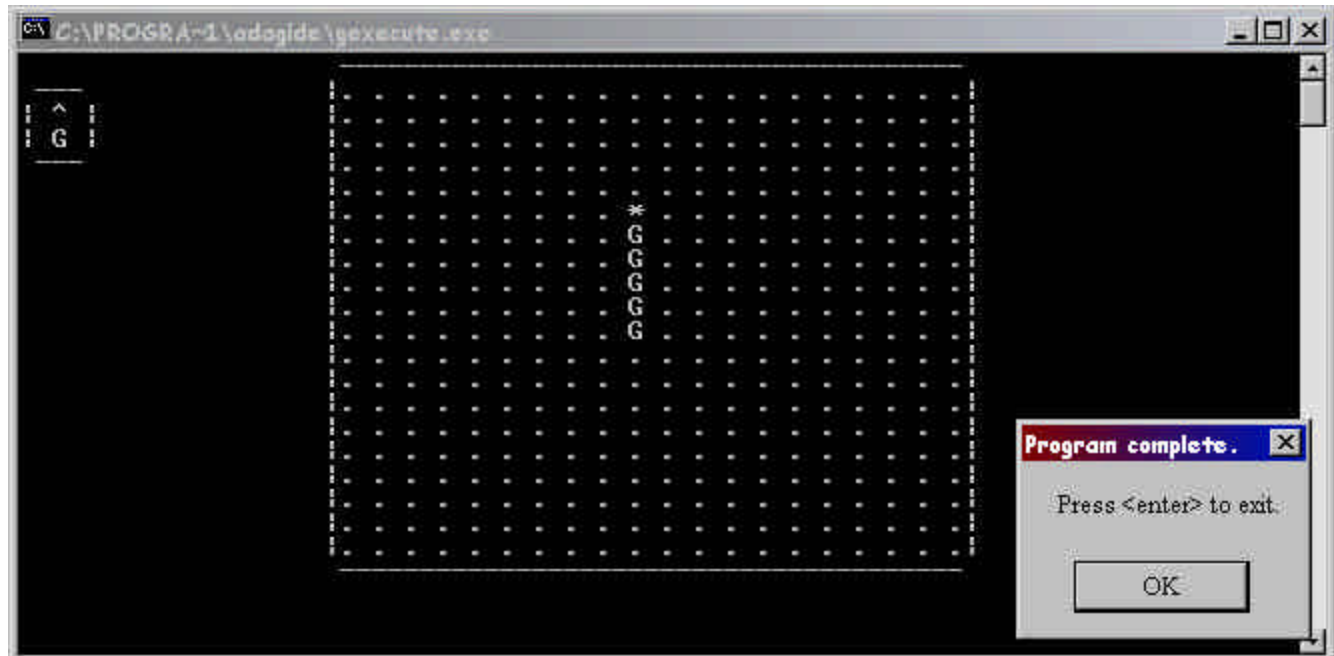 C:\PROGRA~1\adagide\gexecute.exe
^
G
. . . . . . . . . . . . . . . . . . . .
. . . . . . . . . . . . . . . . . . . .
. . . . . . . . . . . . . . . . . . . .
. . . . . . . . . . . . . . . . . . . .
. . . . . . . . . . . . . . . . . . . .
. . . . . . . . . * . . . . . . . . . .
. . . . . . . . . G . . . . . . . . . .
. . . . . . . . . G . . . . . . . . . .
. . . . . . . . . G . . . . . . . . . .
. . . . . . . . . G . . . . . . . . . .
. . . . . . . . . G . . . . . . . . . .
. . . . . . . . . . . . . . . . . . . .
. . . . . . . . . . . . . . . . . . . .
. . . . . . . . . . . . . . . . . . . .
. . . . . . . . . . . . . . . . . . . .
. . . . . . . . . . . . . . . . . . . .
. . . . . . . . . . . . . . . . . . . .
. . . . . . . . . . . . . . . . . . . .
. . . . . . . . . . . . . . . . . . . .
. . . . . . . . . . . . . . . . . . . .
Program complete.
Press <enter> to exit.
OK